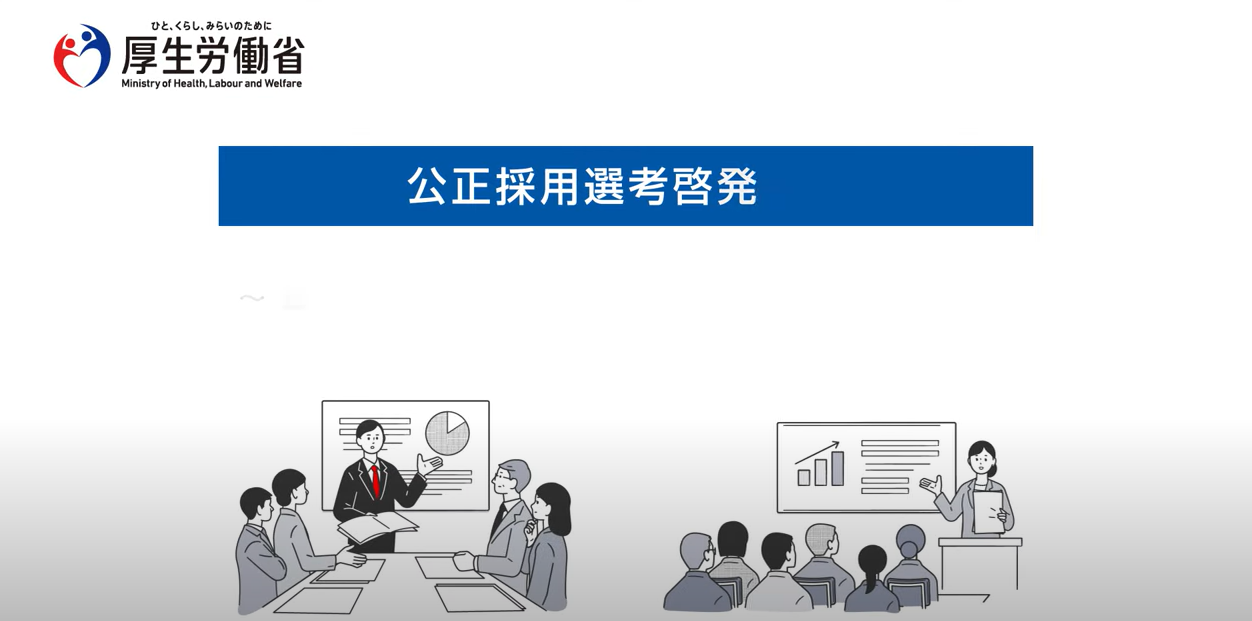 ひと、くらし、みらいのために
厚生労働省
Ministry of Health, Labour and Welfare
公正採用選考啓発
～